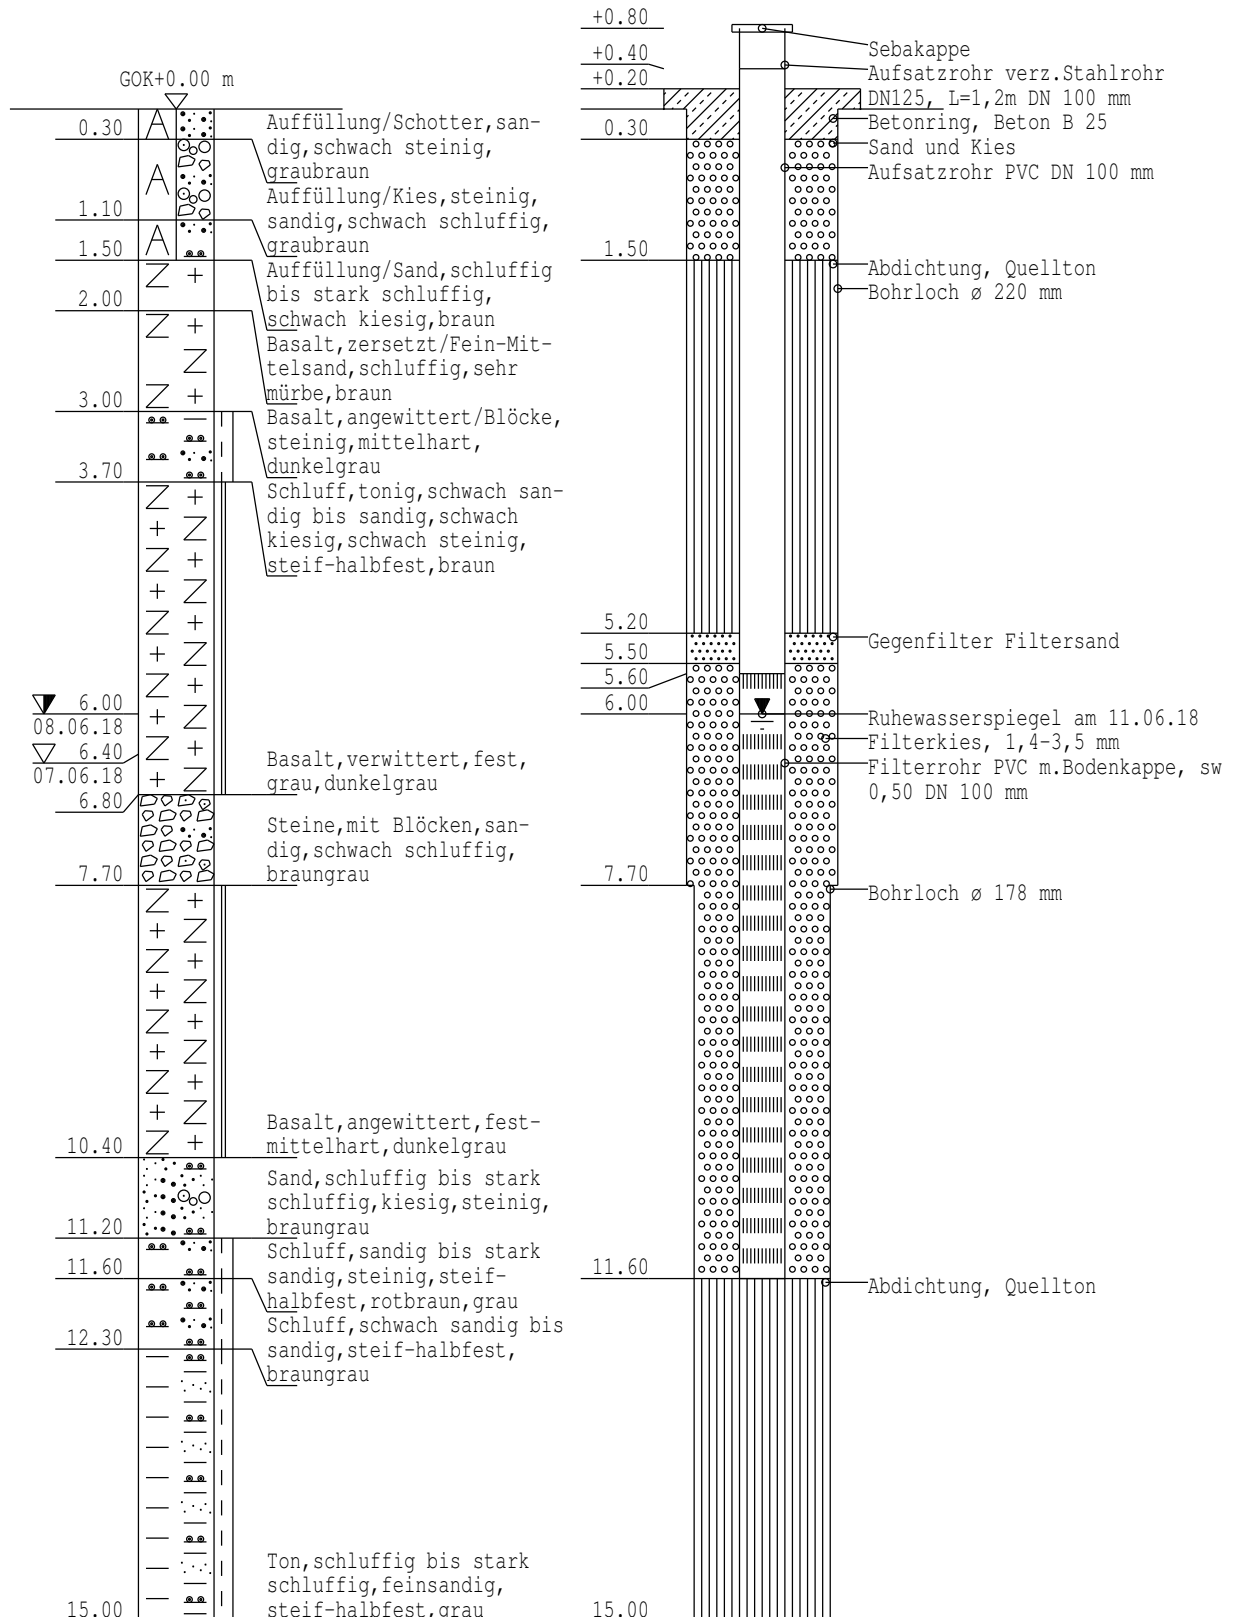 GOK+0.00 m
0.30
1.10
1.50
2.00
3.00
3.70
6.00
08.06.18
6.40
07.06.18
6.80
7.70
10.40
11.20
11.60
12.30
15.00
A
A
A
Auffüllung/Schotter,san-
dig,schwach steinig,
graubraun
Auffüllung/Kies,steinig,
sandig,schwach schluffig,
graubraun
Auffüllung/Sand,schluffig
bis stark schluffig,
schwach kiesig,braun
Basalt,zersetzt/Fein-Mit-
telsand,schluffig,sehr
mürbe,braun
Basalt,angewittert/Blöcke,
steinig,mittelhart,
dunkelgrau
Schluff,tonig,schwach san-
dig bis sandig,schwach
kiesig,schwach steinig,
steif-halbfest,braun
Basalt,verwittert,fest,
grau,dunkelgrau
Steine,mit Blöcken,san-
dig,schwach schluffig,
braungrau
Basalt,angewittert,fest-
mittelhart,dunkelgrau
Sand,schluffig bis stark
schluffig,kiesig,steinig,
braungrau
Schluff,sandig bis stark
sandig,steinig,steif-
halbfest,rotbraun,grau
Schluff,schwach sandig bis
sandig,steif-halbfest,
braungrau
Ton,schluffig bis stark
schluffig,feinsandig,
steif-halbfest,grau
+0.80
+0.40
+0.20
0.30
1.50
5.20
5.50
5.60
6.00
7.70
11.60
15.00
Sebakappe
Aufsatzrohr verz.Stahlrohr
DN125, L=1,2m DN 100 mm
Betonring, Beton B 25
Sand und Kies
Aufsatzrohr PVC DN 100 mm
Abdichtung, Quellton
Bohrloch ø 220 mm
Gegenfilter Filtersand
Ruhewasserspiegel am 11.06.18
Filterkies, 1,4-3,5 mm
Filterrohr PVC m.Bodenkappe, sw
0,50 DN 100 mm
Bohrloch ø 178 mm
Abdichtung, Quellton